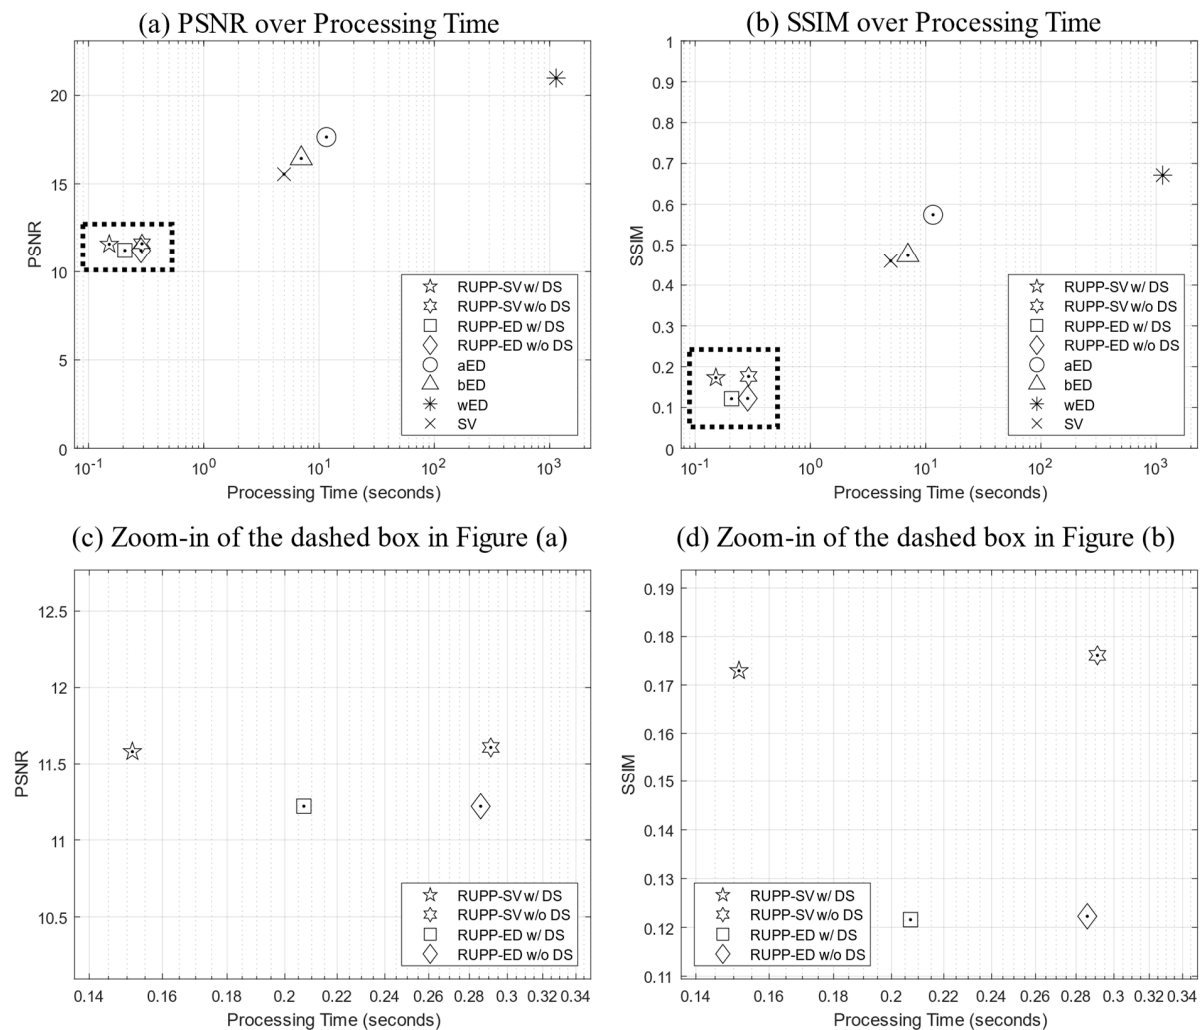 (a) PSNR over Processing Time
PSNR
20
15
10
5
0
10-1
100
101
102
103
Processing Time (seconds)
RUPP-SV w/ DS
RUPP-SV w/o DS
RUPP-ED w/ DS
RUPP-ED w/o DS
aED
bED
wED
SV
(b) SSIM over Processing Time
SSIM
1
0.9
0.8
0.7
0.6
0.5
0.4
0.3
0.2
0.1
0
10-1
100
101
102
103
Processing Time (seconds)
RUPP-SV w/ DS
RUPP-SV w/o DS
RUPP-ED w/ DS
RUPP-ED w/o DS
aED
bED
wED
SV
(c) Zoom-in of the dashed box in Figure (a)
PSNR
12.5
12
11.5
11
10.5
0.14
0.16
0.18
0.2
0.22
0.24
0.26
0.28
0.3
0.32
0.34
Processing Time (seconds)
RUPP-SV w/ DS
RUPP-SV w/o DS
RUPP-ED w/ DS
RUPP-ED w/o DS
(d) Zoom-in of the dashed box in Figure (b)
SSIM
0.19
0.18
0.17
0.16
0.15
0.14
0.13
0.12
0.11
0.14
0.16
0.18
0.2
0.22
0.24
0.26
0.28
0.3
0.32
0.34
Processing Time (seconds)
RUPP-SV w/ DS
RUPP-SV w/o DS
RUPP-ED w/ DS
RUPP-ED w/o DS